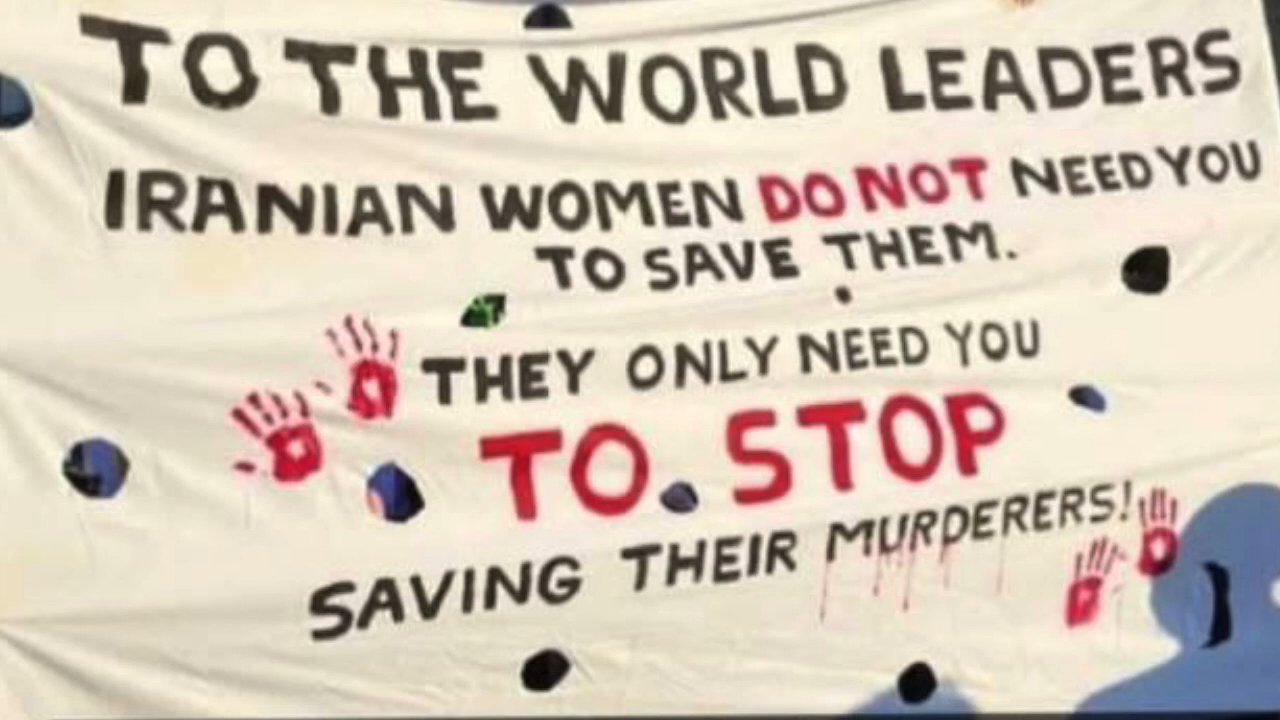 TO THE WORLD LEADERS
IRANIAN WOMEN DO NOT NEED YOU
TO SAVE THEM.
THEY ONLY NEED YOU
TO STOP
SAVING THEIR MURDERERS!